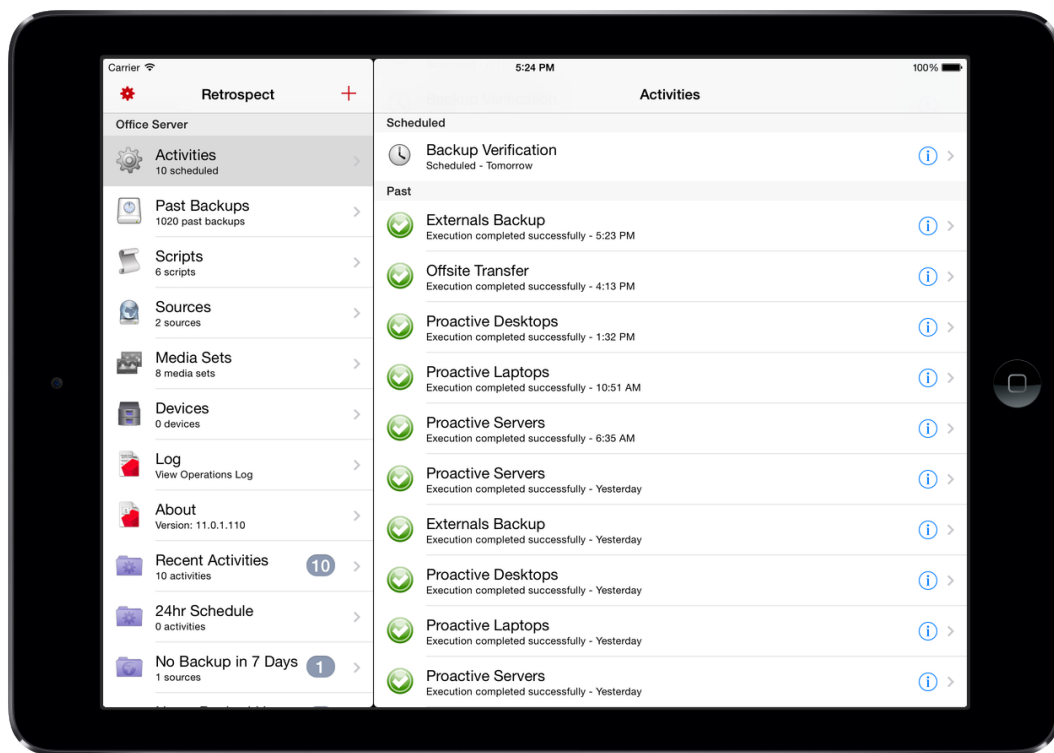 Carrier
5:24 PM
100%
Retrospect
+
Activities
Office Server
Activities
10 scheduled
Past Backups
1020 past backups
Scripts
6 scripts
Sources
2 sources
Media Sets
8 media sets
Devices
0 devices
Log
View Operations Log
About
Version: 11.0.1.110
Recent Activities
10
10 activities
24hr Schedule
0 activities
No Backup in 7 Days
1
1 sources
Scheduled
Backup Verification
Scheduled - Tomorrow
Past
Externals Backup
Execution completed successfully - 5:23 PM
Offsite Transfer
Execution completed successfully - 4:13 PM
Proactive Desktops
Execution completed successfully - 1:32 PM
Proactive Laptops
Execution completed successfully - 10:51 AM
Proactive Servers
Execution completed successfully - 6:35 AM
Proactive Servers
Execution completed successfully - Yesterday
Externals Backup
Execution completed successfully - Yesterday
Proactive Desktops
Execution completed successfully - Yesterday
Proactive Laptops
Execution completed successfully - Yesterday
Proactive Servers
Execution completed successfully - Yesterday